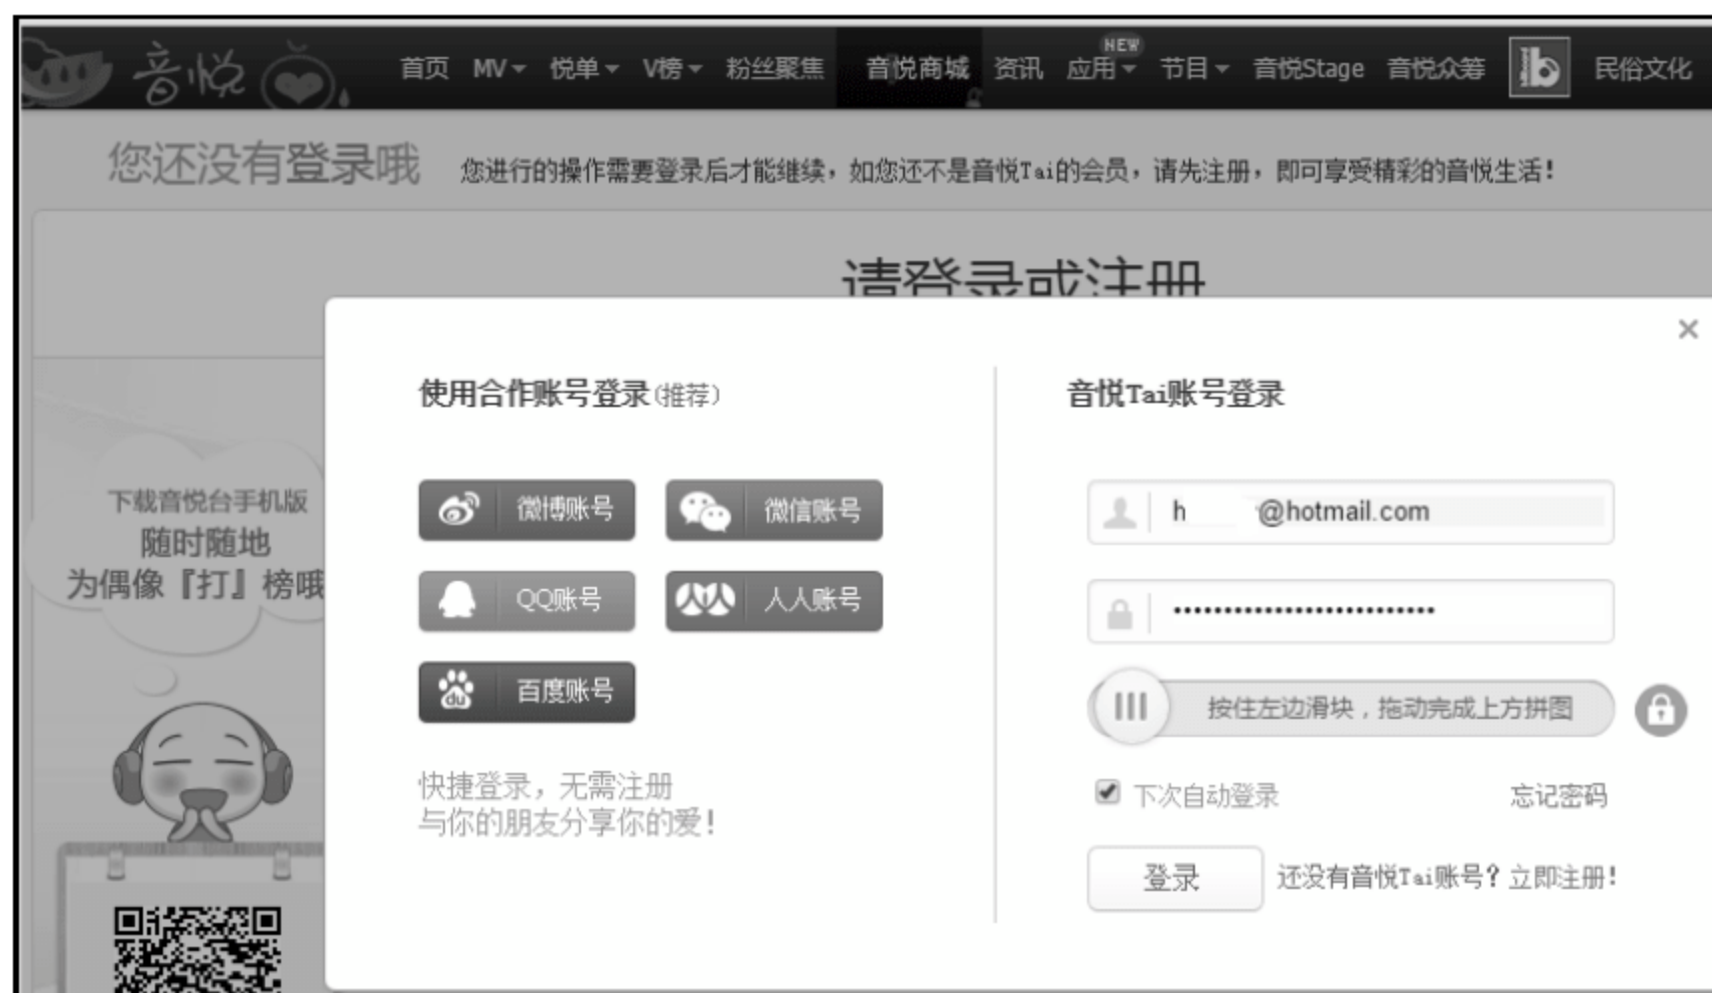 音悦 首页 MV 悦单 V榜 粉丝聚焦 音悦商城 资讯 应用 NEW 节目 音悦Stage 音悦众筹 民俗文化
您还没有登录哦 您进行的操作需要登录后才能继续，如您还不是音悦Tai的会员，请先注册，即可享受精彩的音悦生活！
请登录或注册
×
下载音悦台手机版
随时随地
为偶像『打』榜哦
使用合作账号登录(推荐)
微博账号 微信账号
QQ账号 人人账号
du 百度账号
快捷登录，无需注册
与你的朋友分享你的爱！
音悦Tai账号登录
h @hotmail.com
按住左边滑块，拖动完成上方拼图
下次自动登录 忘记密码
登录 还没有音悦Tai账号？立即注册！